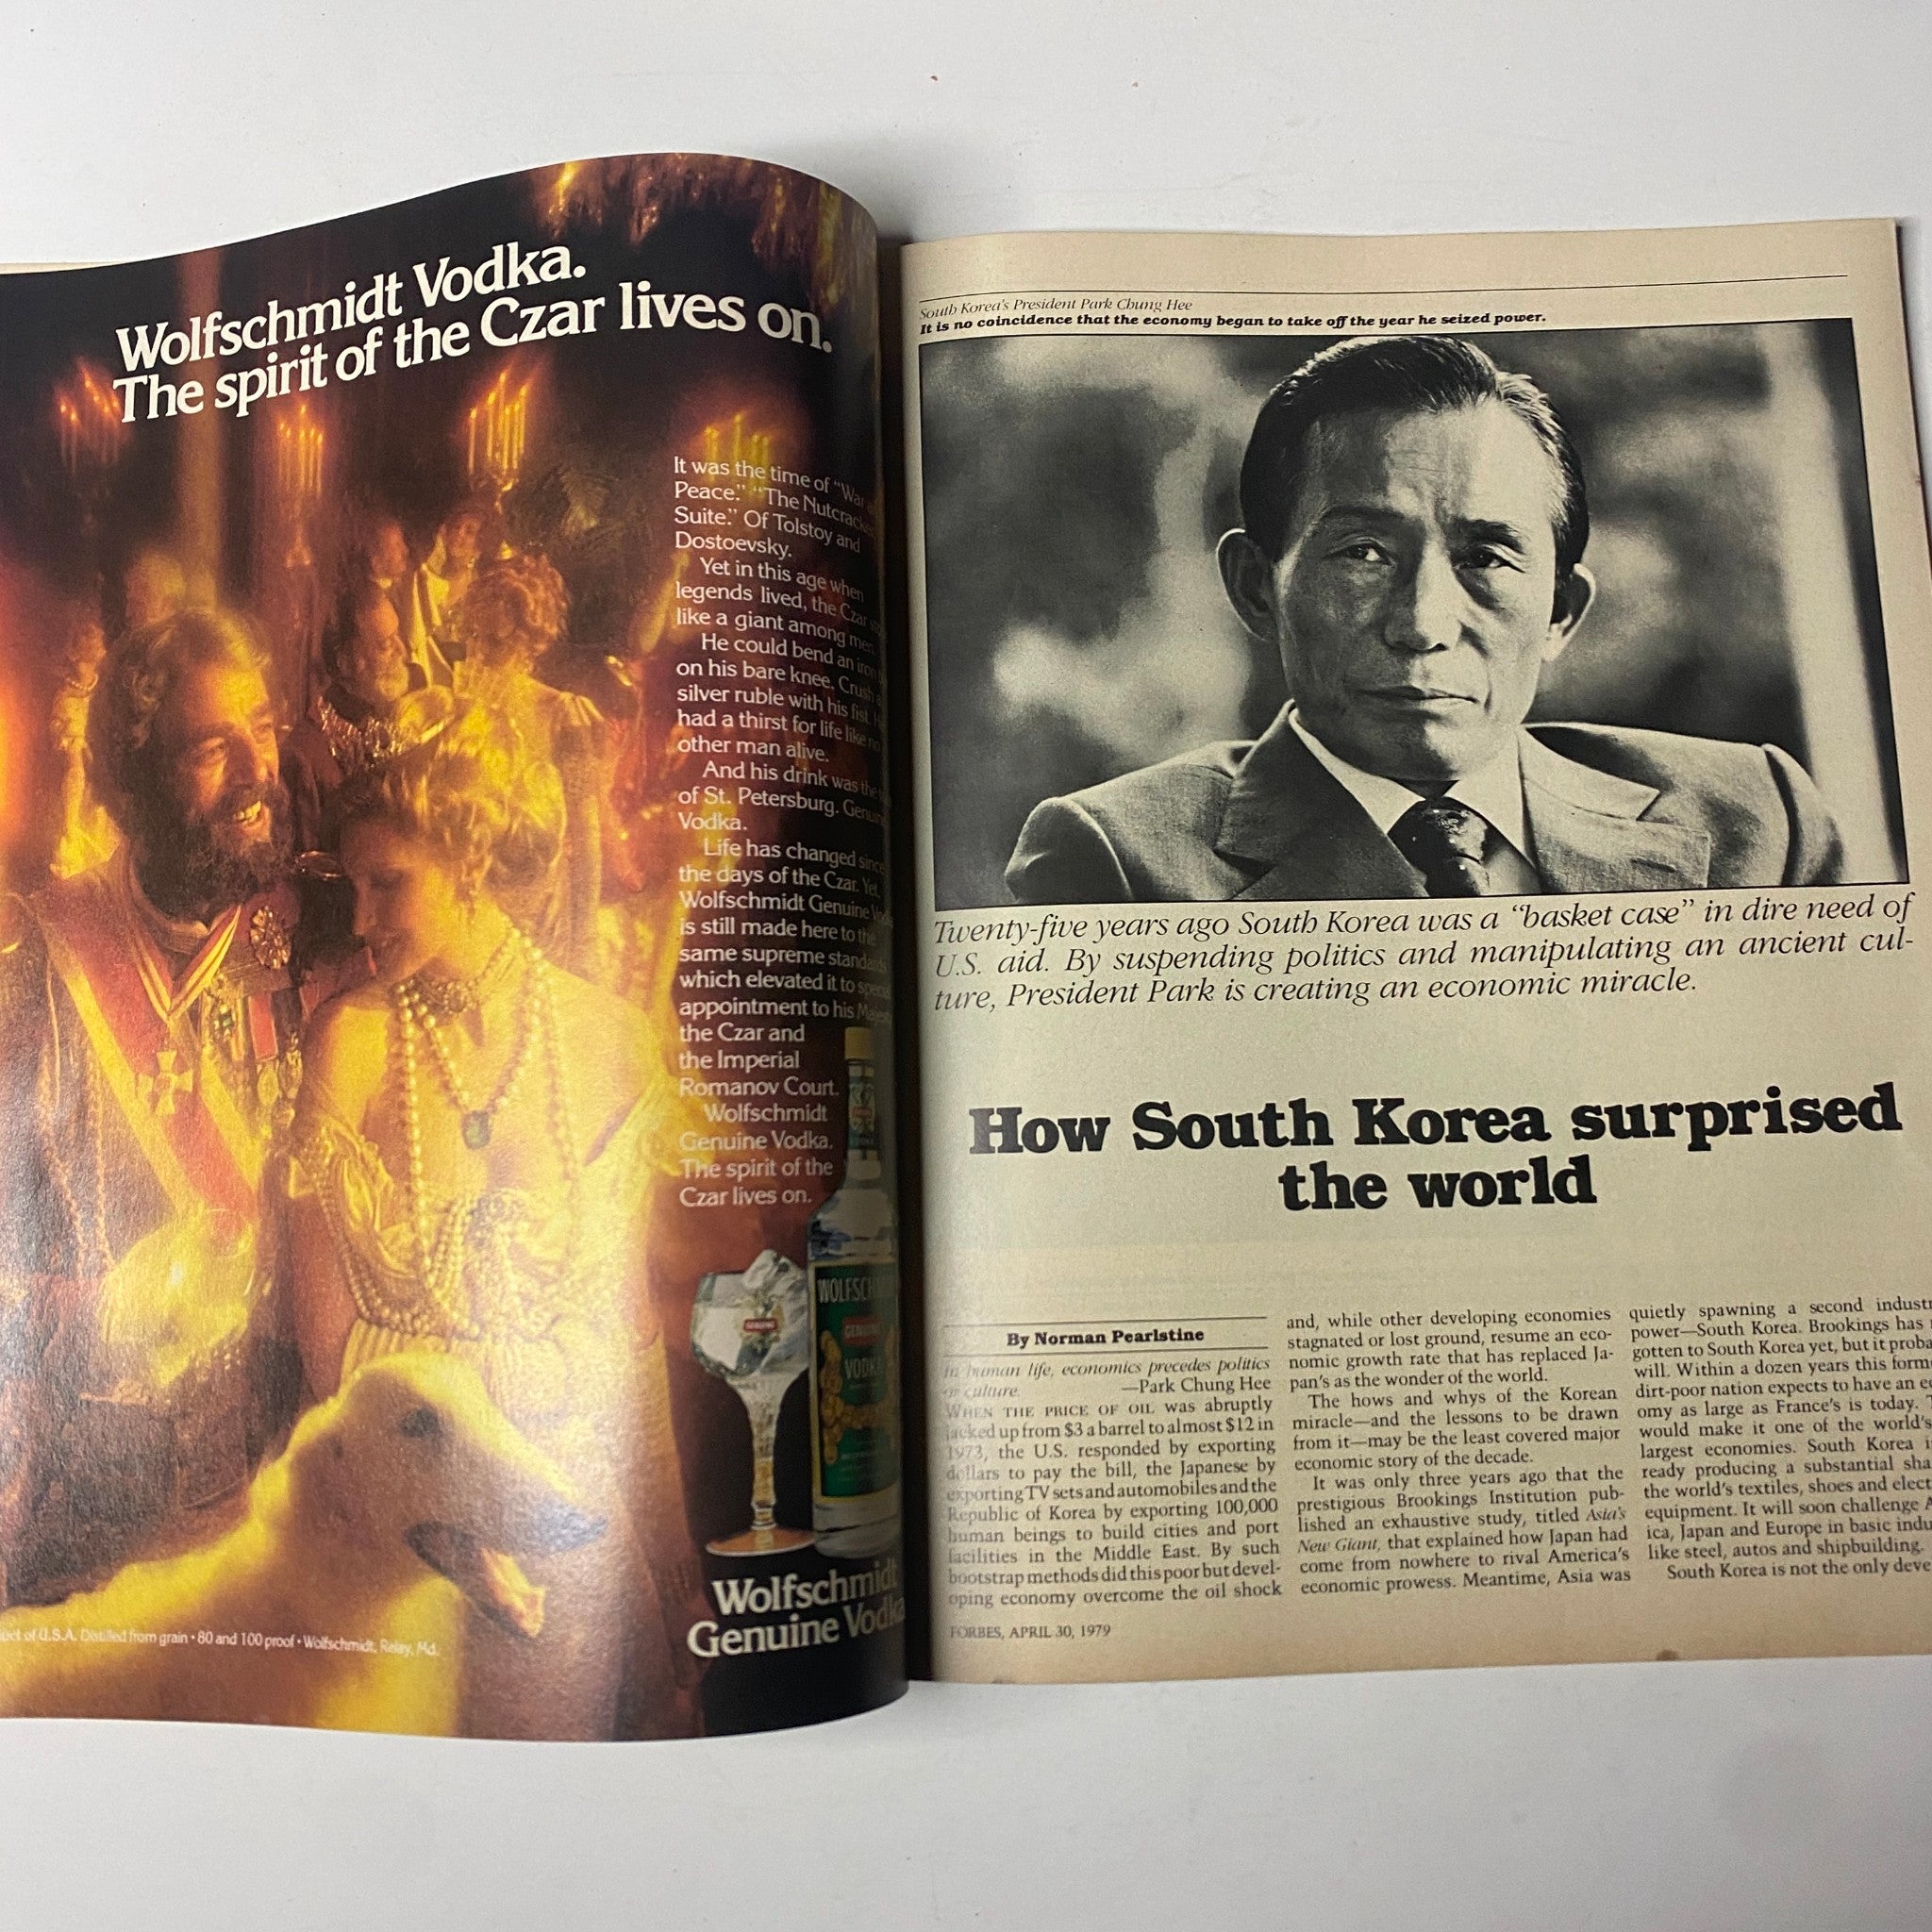 Wolfschmidt Vodka.
The spirit of the Czar lives on.
It was the time of "War
Peace." "The Nutcracker
Suite." Of Tolstoy and
Dostoevsky.
Yet in this age when
legends lived, the Czar
like a giant among men.
He could bend an iron
on his bare knee. Crush a
silver ruble with his fist. He
had a thirst for life like no
other man alive.
And his drink was the
of St. Petersburg. Genuine
Vodka.
Life has changed since
the days of the Czar. Yet,
Wolfschmidt Genuine Vodka
is still made here to the
same supreme standards
which elevated it to special
appointment to his Majesty
the Czar and
the Imperial
Romanov Court.
Wolfschmidt
Genuine Vodka.
The spirit of the
Czar lives on.
GENUINE
WOLFSCH
GENUINE
VODKA
Wolfschmidt
Genuine Vodka
of U.S.A. Distilled from grain • 80 and 100 proof • Wolfschmidt, Relay, Md.
South Korea's President Park Chung Hee
It is no coincidence that the economy began to take off the year he seized power.
Twenty-five years ago South Korea was a "basket case" in dire need of
U.S. aid. By suspending politics and manipulating an ancient cul-
ture, President Park is creating an economic miracle.
How South Korea surprised
the world
By Norman Pearlstine
In human life, economics precedes politics
or culture. —Park Chung Hee
WHEN THE PRICE OF OIL was abruptly
jacked up from $3 a barrel to almost $12 in
1973, the U.S. responded by exporting
dollars to pay the bill, the Japanese by
exporting TV sets and automobiles and the
Republic of Korea by exporting 100,000
human beings to build cities and port
facilities in the Middle East. By such
bootstrap methods did this poor but devel-
oping economy overcome the oil shock
and, while other developing economies
stagnated or lost ground, resume an eco-
nomic growth rate that has replaced Ja-
pan's as the wonder of the world.
The hows and whys of the Korean
miracle—and the lessons to be drawn
from it—may be the least covered major
economic story of the decade.
It was only three years ago that the
prestigious Brookings Institution pub-
lished an exhaustive study, titled Asia's
New Giant, that explained how Japan had
come from nowhere to rival America's
economic prowess. Meantime, Asia was
quietly spawning a second industr
power—South Korea. Brookings has
gotten to South Korea yet, but it proba
will. Within a dozen years this form
dirt-poor nation expects to have an ec
omy as large as France's is today. T
would make it one of the world's
largest economies. South Korea i
ready producing a substantial sha
the world's textiles, shoes and elect
equipment. It will soon challenge A
ica, Japan and Europe in basic indu
like steel, autos and shipbuilding.
South Korea is not the only deve
FORBES, APRIL 30, 1979